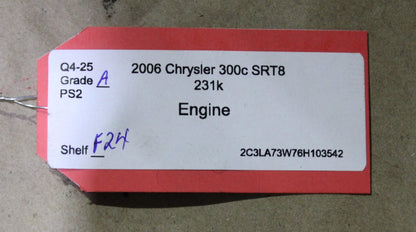 Q4-25
Grade A
PS2
2006 Chrysler 300c SRT8
231k
Engine
Shelf F24
2C3LA73W76H103542